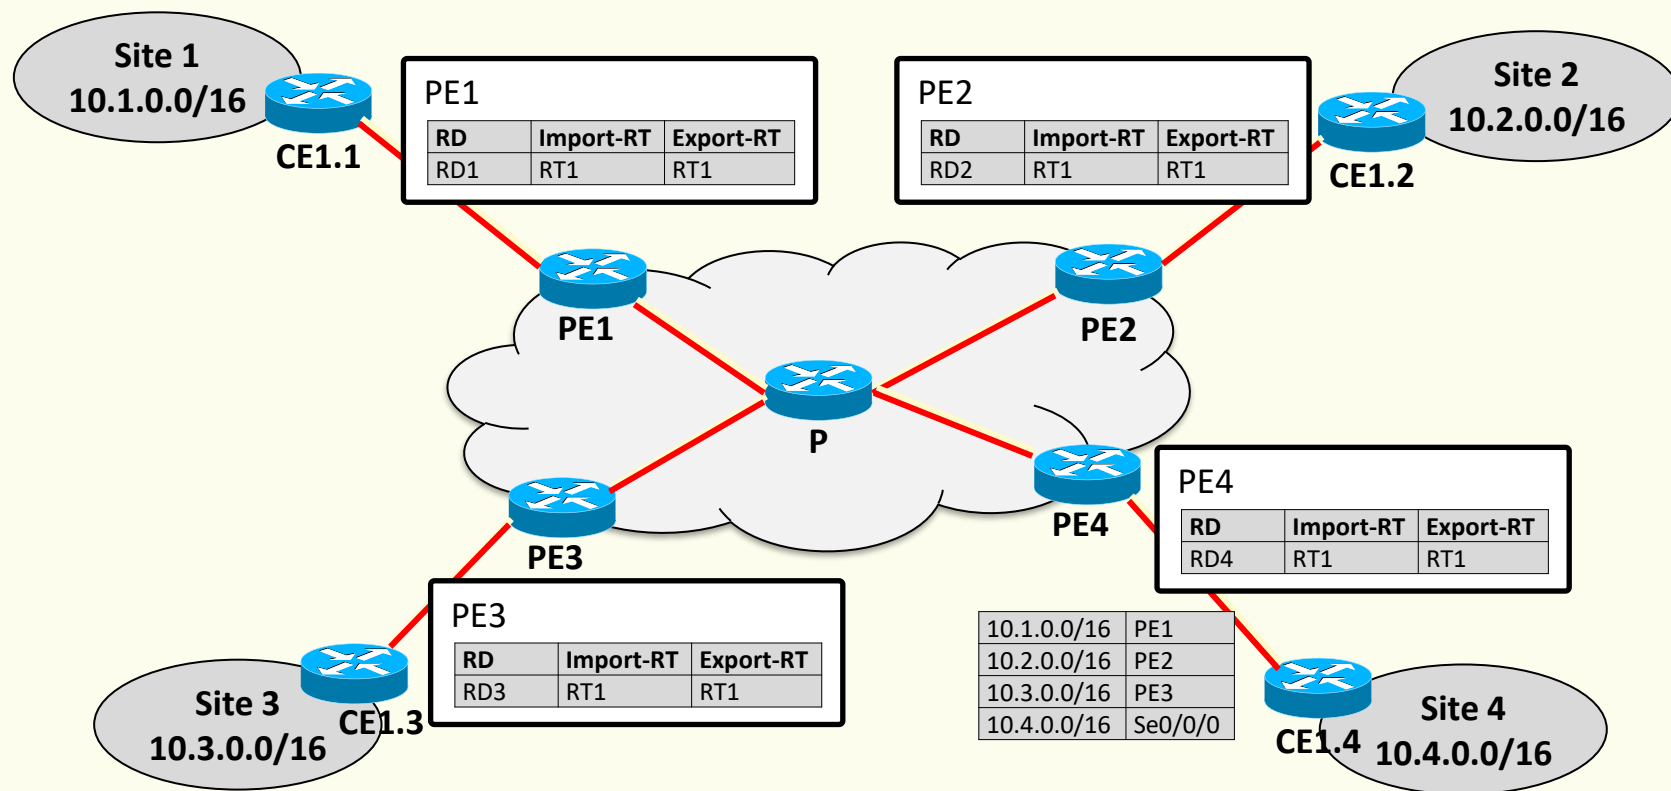 Site 1
10.1.0.0/16
CE1.1
PE1
RD Import-RT Export-RT
RD1 RT1 RT1
PE2
RD Import-RT Export-RT
RD2 RT1 RT1
Site 2
10.2.0.0/16
CE1.2
PE1
PE2
P
PE3
PE4
PE4
RD Import-RT Export-RT
RD4 RT1 RT1
PE3
RD Import-RT Export-RT
RD3 RT1 RT1
10.1.0.0/16 PE1
10.2.0.0/16 PE2
10.3.0.0/16 PE3
10.4.0.0/16 Se0/0/0
Site 3
10.3.0.0/16
CE1.3
CE1.4
Site 4
10.4.0.0/16